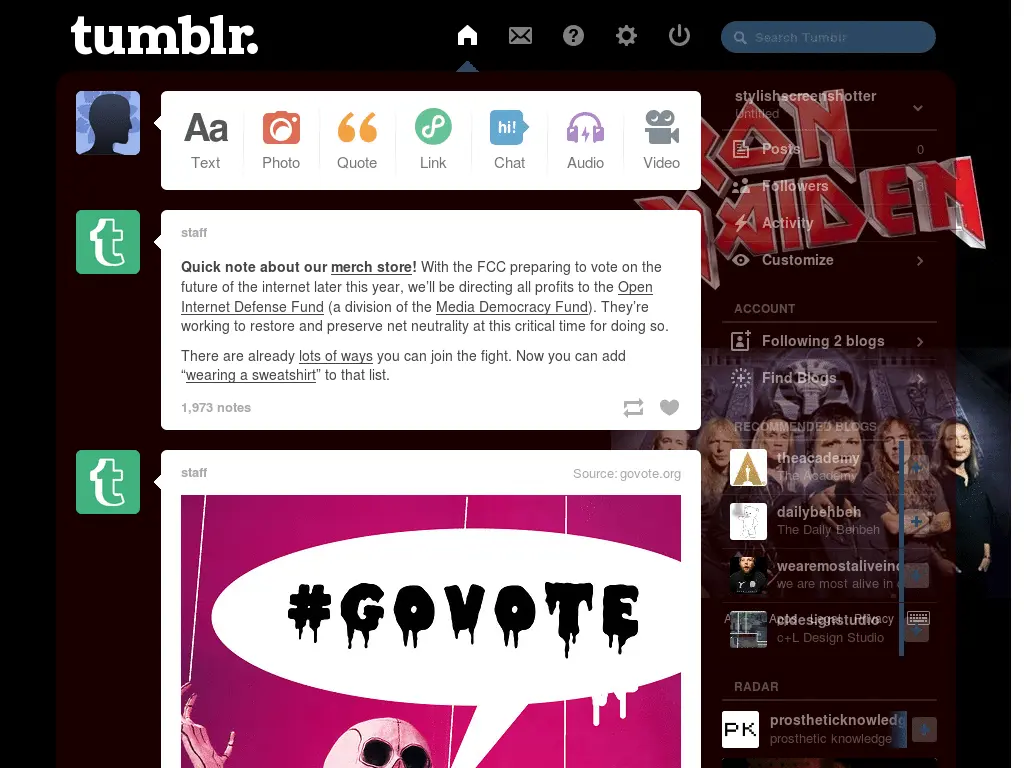 tumblr.
Search Tumblr
Aa
Text
Photo
Quote
Link
hi!
Chat
Audio
Video
staff
Quick note about our merch store! With the FCC preparing to vote on the
future of the internet later this year, we'll be directing all profits to the Open
Internet Defense Fund (a division of the Media Democracy Fund). They're
working to restore and preserve net neutrality at this critical time for doing so.
There are already lots of ways you can join the fight. Now you can add
“wearing a sweatshirt” to that list.
1,973 notes
staff
Source: govote.org
#GOVOTE
stylishscreenshotter
Untitled
IRON
MAIDEN
Posts 0
Followers 3
Activity
Customize
ACCOUNT
Following 2 blogs
Find Blogs
RECOMMENDED BLOGS
theacademy
The Academy
dailybehbeh
The Daily Behbeh
wearemostaliveinc
we are most alive in
cldesignstudio
c+L Design Studio
Apps Legal Privacy
RADAR
PK
prostheticknowledg
prosthetic knowledge